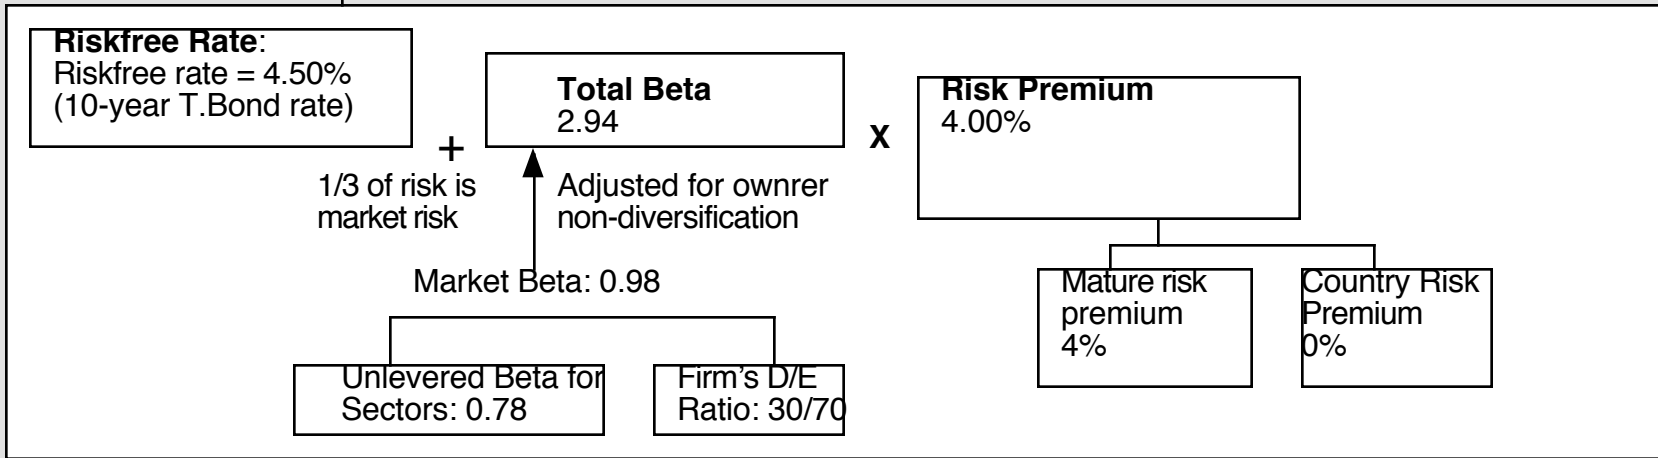 Riskfree Rate:
Riskfree rate = 4.50%
(10-year T.Bond rate)
+
Total Beta
2.94
X
Risk Premium
4.00%
1/3 of risk is
market risk
Adjusted for ownrer
non-diversification
Market Beta: 0.98
Mature risk
premium
4%
Country Risk
Premium
0%
Unlevered Beta for
Sectors: 0.78
Firm’s D/E
Ratio: 30/70